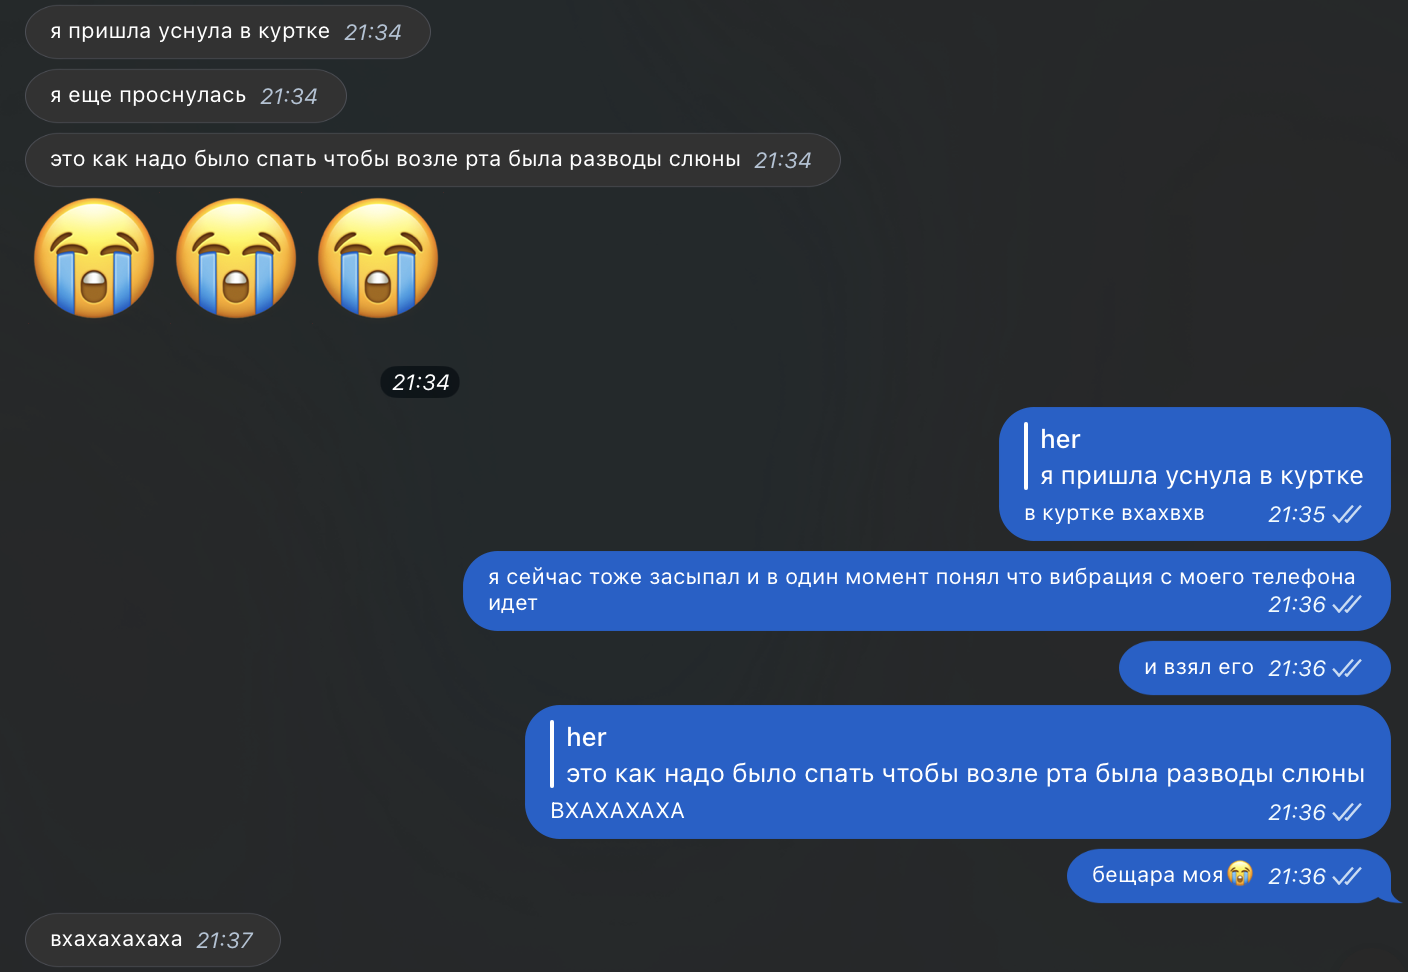 я пришла уснула в куртке 21:34
я еще проснулась 21:34
это как надо было спать чтобы возле рта была разводы слюны 21:34
😭😭😭
21:34
her
я пришла уснула в куртке
в куртке вхахвхв 21:35
я сейчас тоже засыпал и в один момент понял что вибрация с моего телефона
идет 21:36
и взял его 21:36
her
это как надо было спать чтобы возле рта была разводы слюны
ВХАХАХАХА 21:36
бещара моя😭 21:36
вхахахахаха 21:37